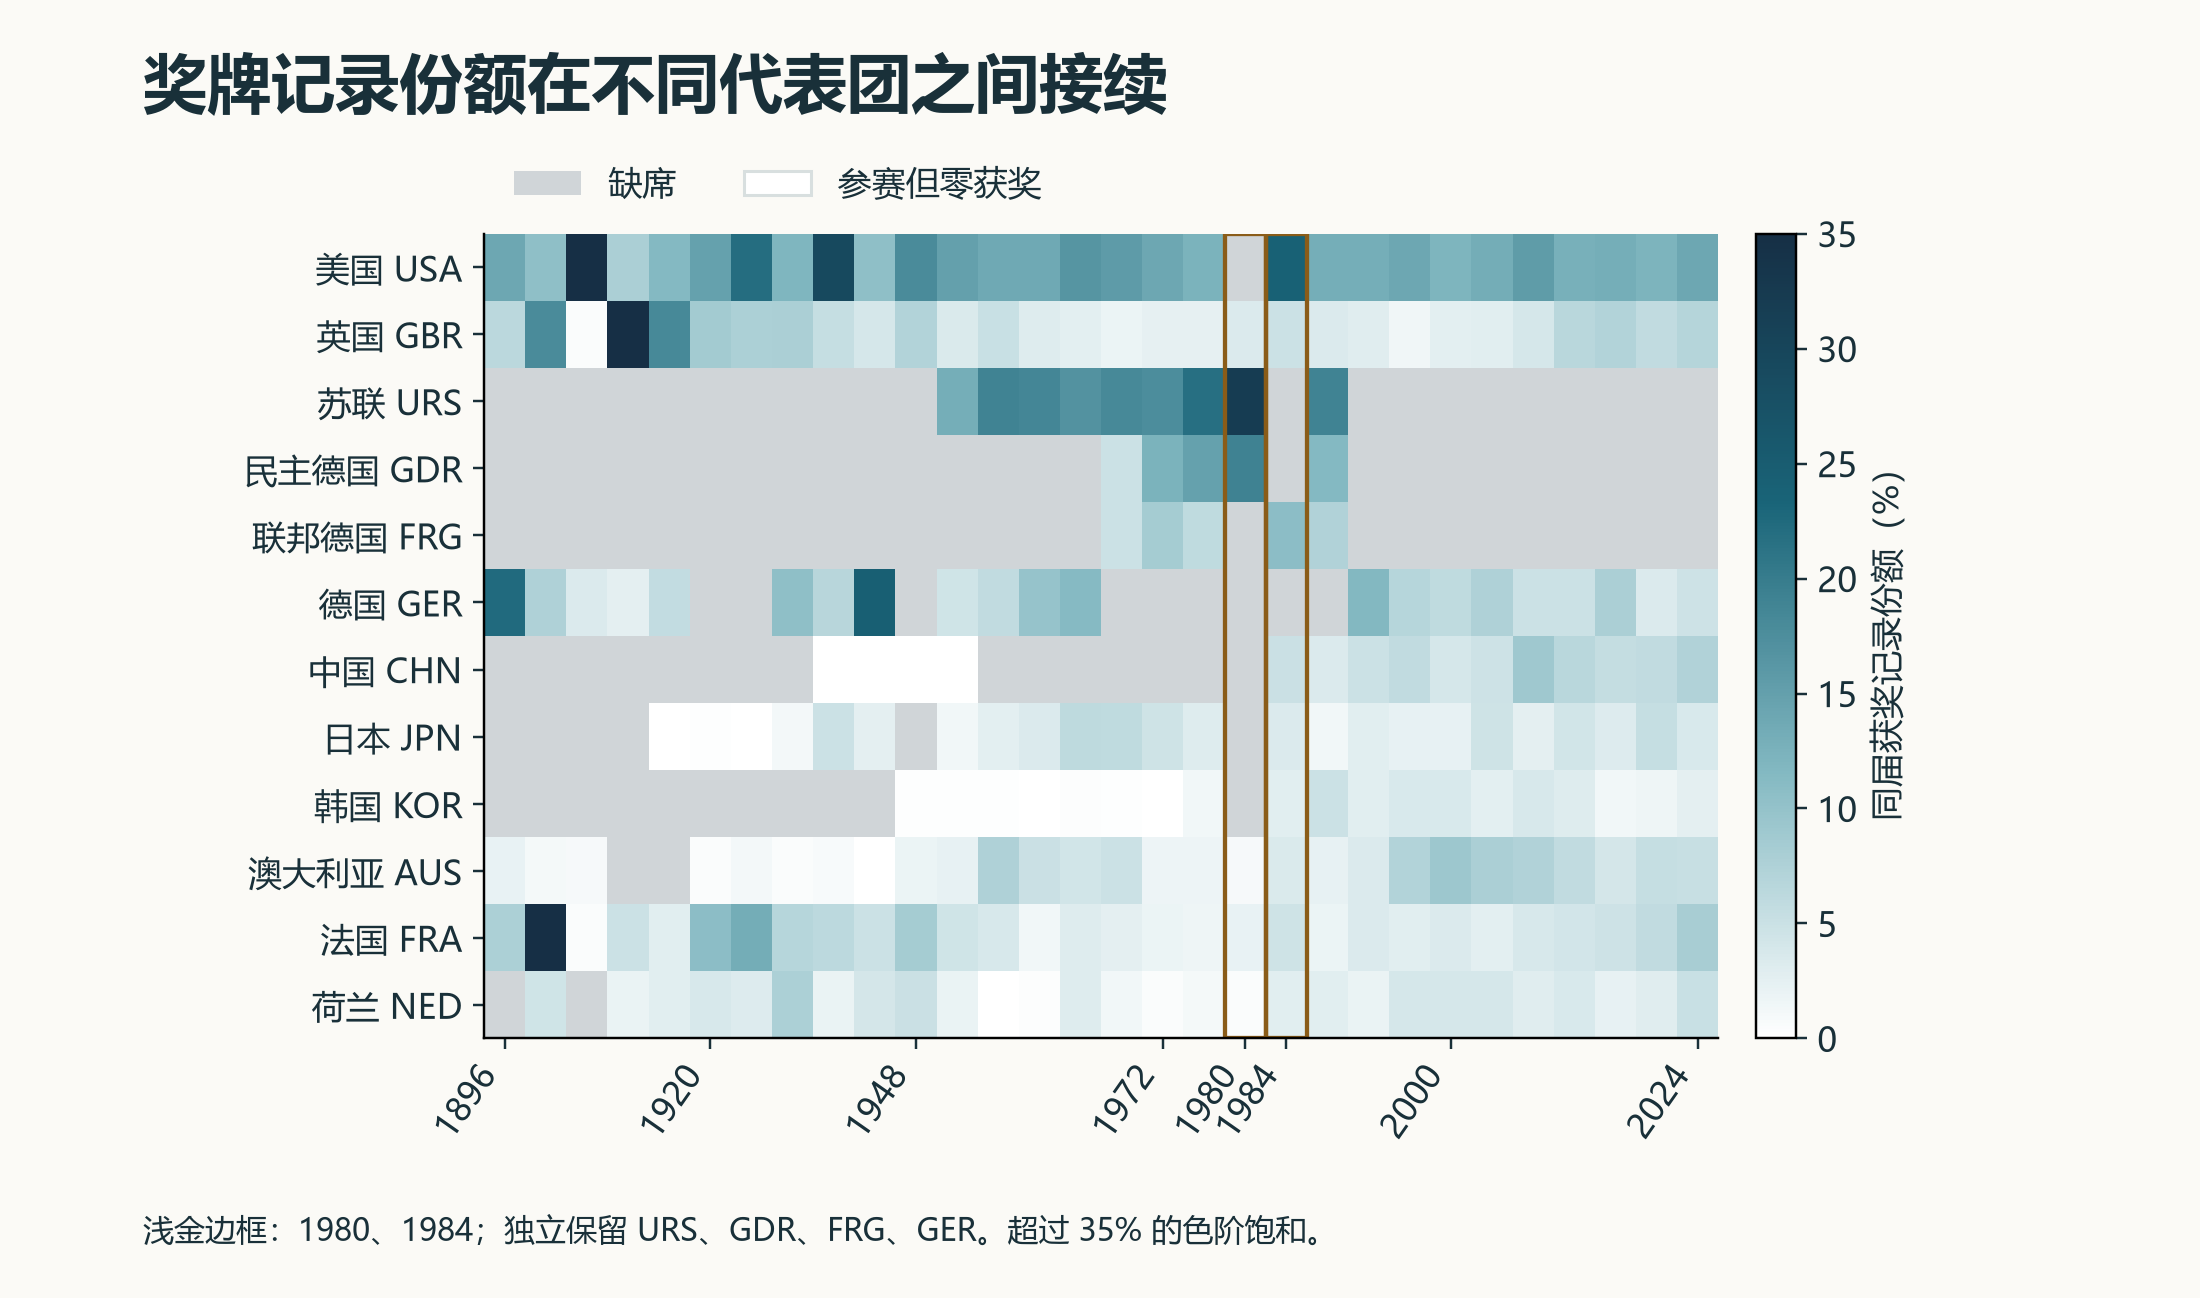 奖牌记录份额在不同代表团之间接续
缺席
参赛但零获奖
美国 USA
英国 GBR
苏联 URS
民主德国 GDR
联邦德国 FRG
德国 GER
中国 CHN
日本 JPN
韩国 KOR
澳大利亚 AUS
法国 FRA
荷兰 NED
1896
1920
1948
1972
1980
1984
2000
2024
35
30
25
20
15
10
5
0
同届获奖记录份额（%）
浅金边框：1980、1984；独立保留 URS、GDR、FRG、GER。超过 35% 的色阶饱和。